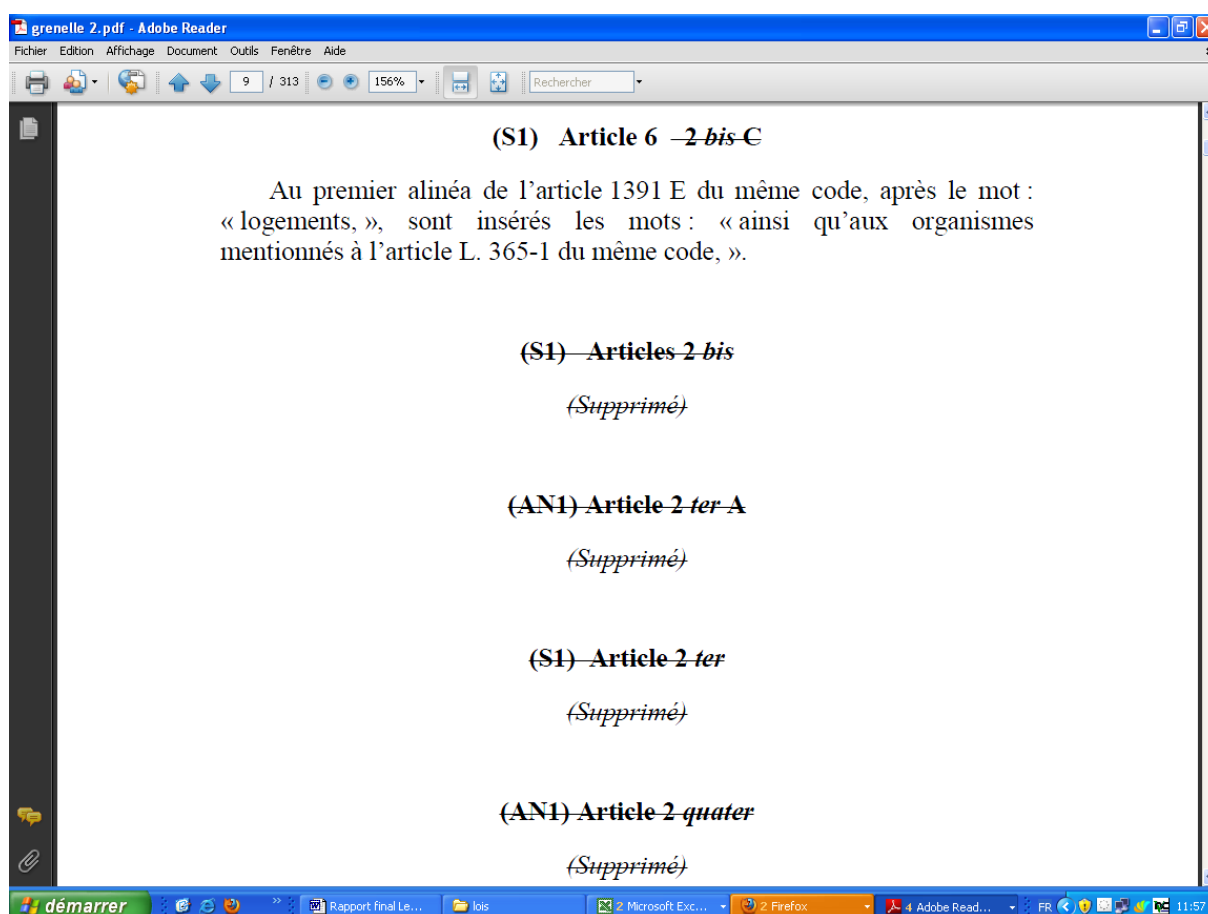 grenelle 2.pdf - Adobe Reader
Fichier Edition Affichage Document Outils Fenêtre Aide
9 / 313 156% Rechercher
(S1) Article 6 2 bis C
Au premier alinéa de l'article 1391 E du même code, après le mot :
« logements, », sont insérés les mots : « ainsi qu'aux organismes
mentionnés à l'article L. 365-1 du même code, ».
(S1) Articles 2 bis
(Supprimé)
(AN1) Article 2 ter A
(Supprimé)
(S1) Article 2 ter
(Supprimé)
(AN1) Article 2 quater
(Supprimé)
démarrer » Rapport final Le... lois 2 Microsoft Exc... 2 Firefox 4 Adobe Read... FR 11:57